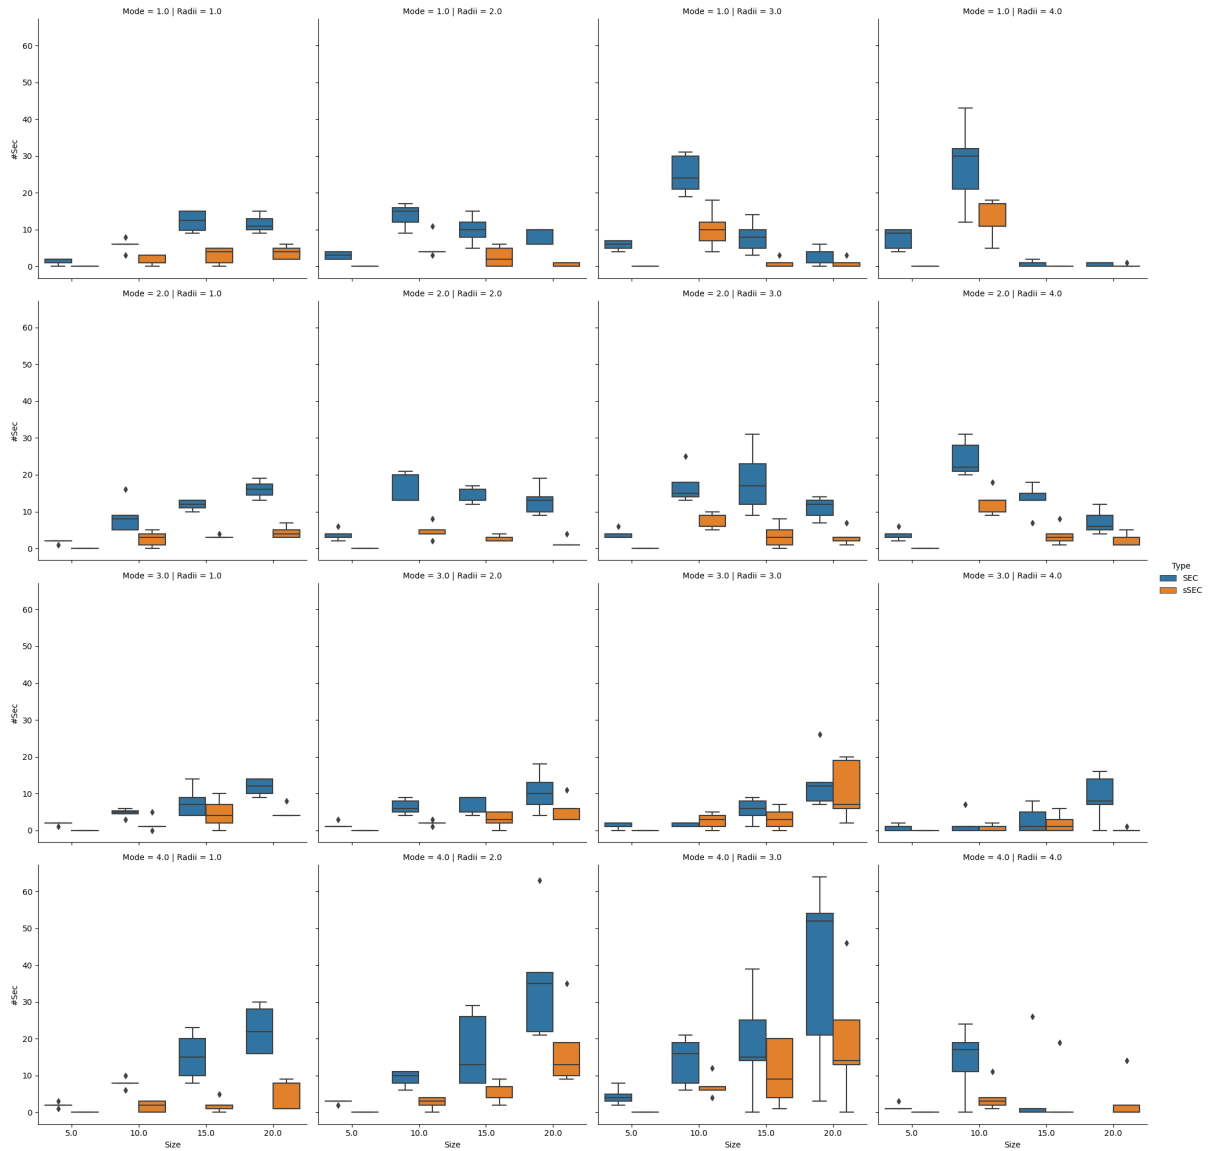 Mode = 1.0 | Radii = 1.0
Mode = 1.0 | Radii = 2.0
Mode = 1.0 | Radii = 3.0
Mode = 1.0 | Radii = 4.0
60
50
40
30
20
10
0
#Sec
Mode = 2.0 | Radii = 1.0
Mode = 2.0 | Radii = 2.0
Mode = 2.0 | Radii = 3.0
Mode = 2.0 | Radii = 4.0
60
50
40
30
20
10
0
#Sec
Type
SEC
sSEC
Mode = 3.0 | Radii = 1.0
Mode = 3.0 | Radii = 2.0
Mode = 3.0 | Radii = 3.0
Mode = 3.0 | Radii = 4.0
60
50
40
30
20
10
0
#Sec
Mode = 4.0 | Radii = 1.0
Mode = 4.0 | Radii = 2.0
Mode = 4.0 | Radii = 3.0
Mode = 4.0 | Radii = 4.0
60
50
40
30
20
10
0
#Sec
5.0 10.0 15.0 20.0
Size
5.0 10.0 15.0 20.0
Size
5.0 10.0 15.0 20.0
Size
5.0 10.0 15.0 20.0
Size